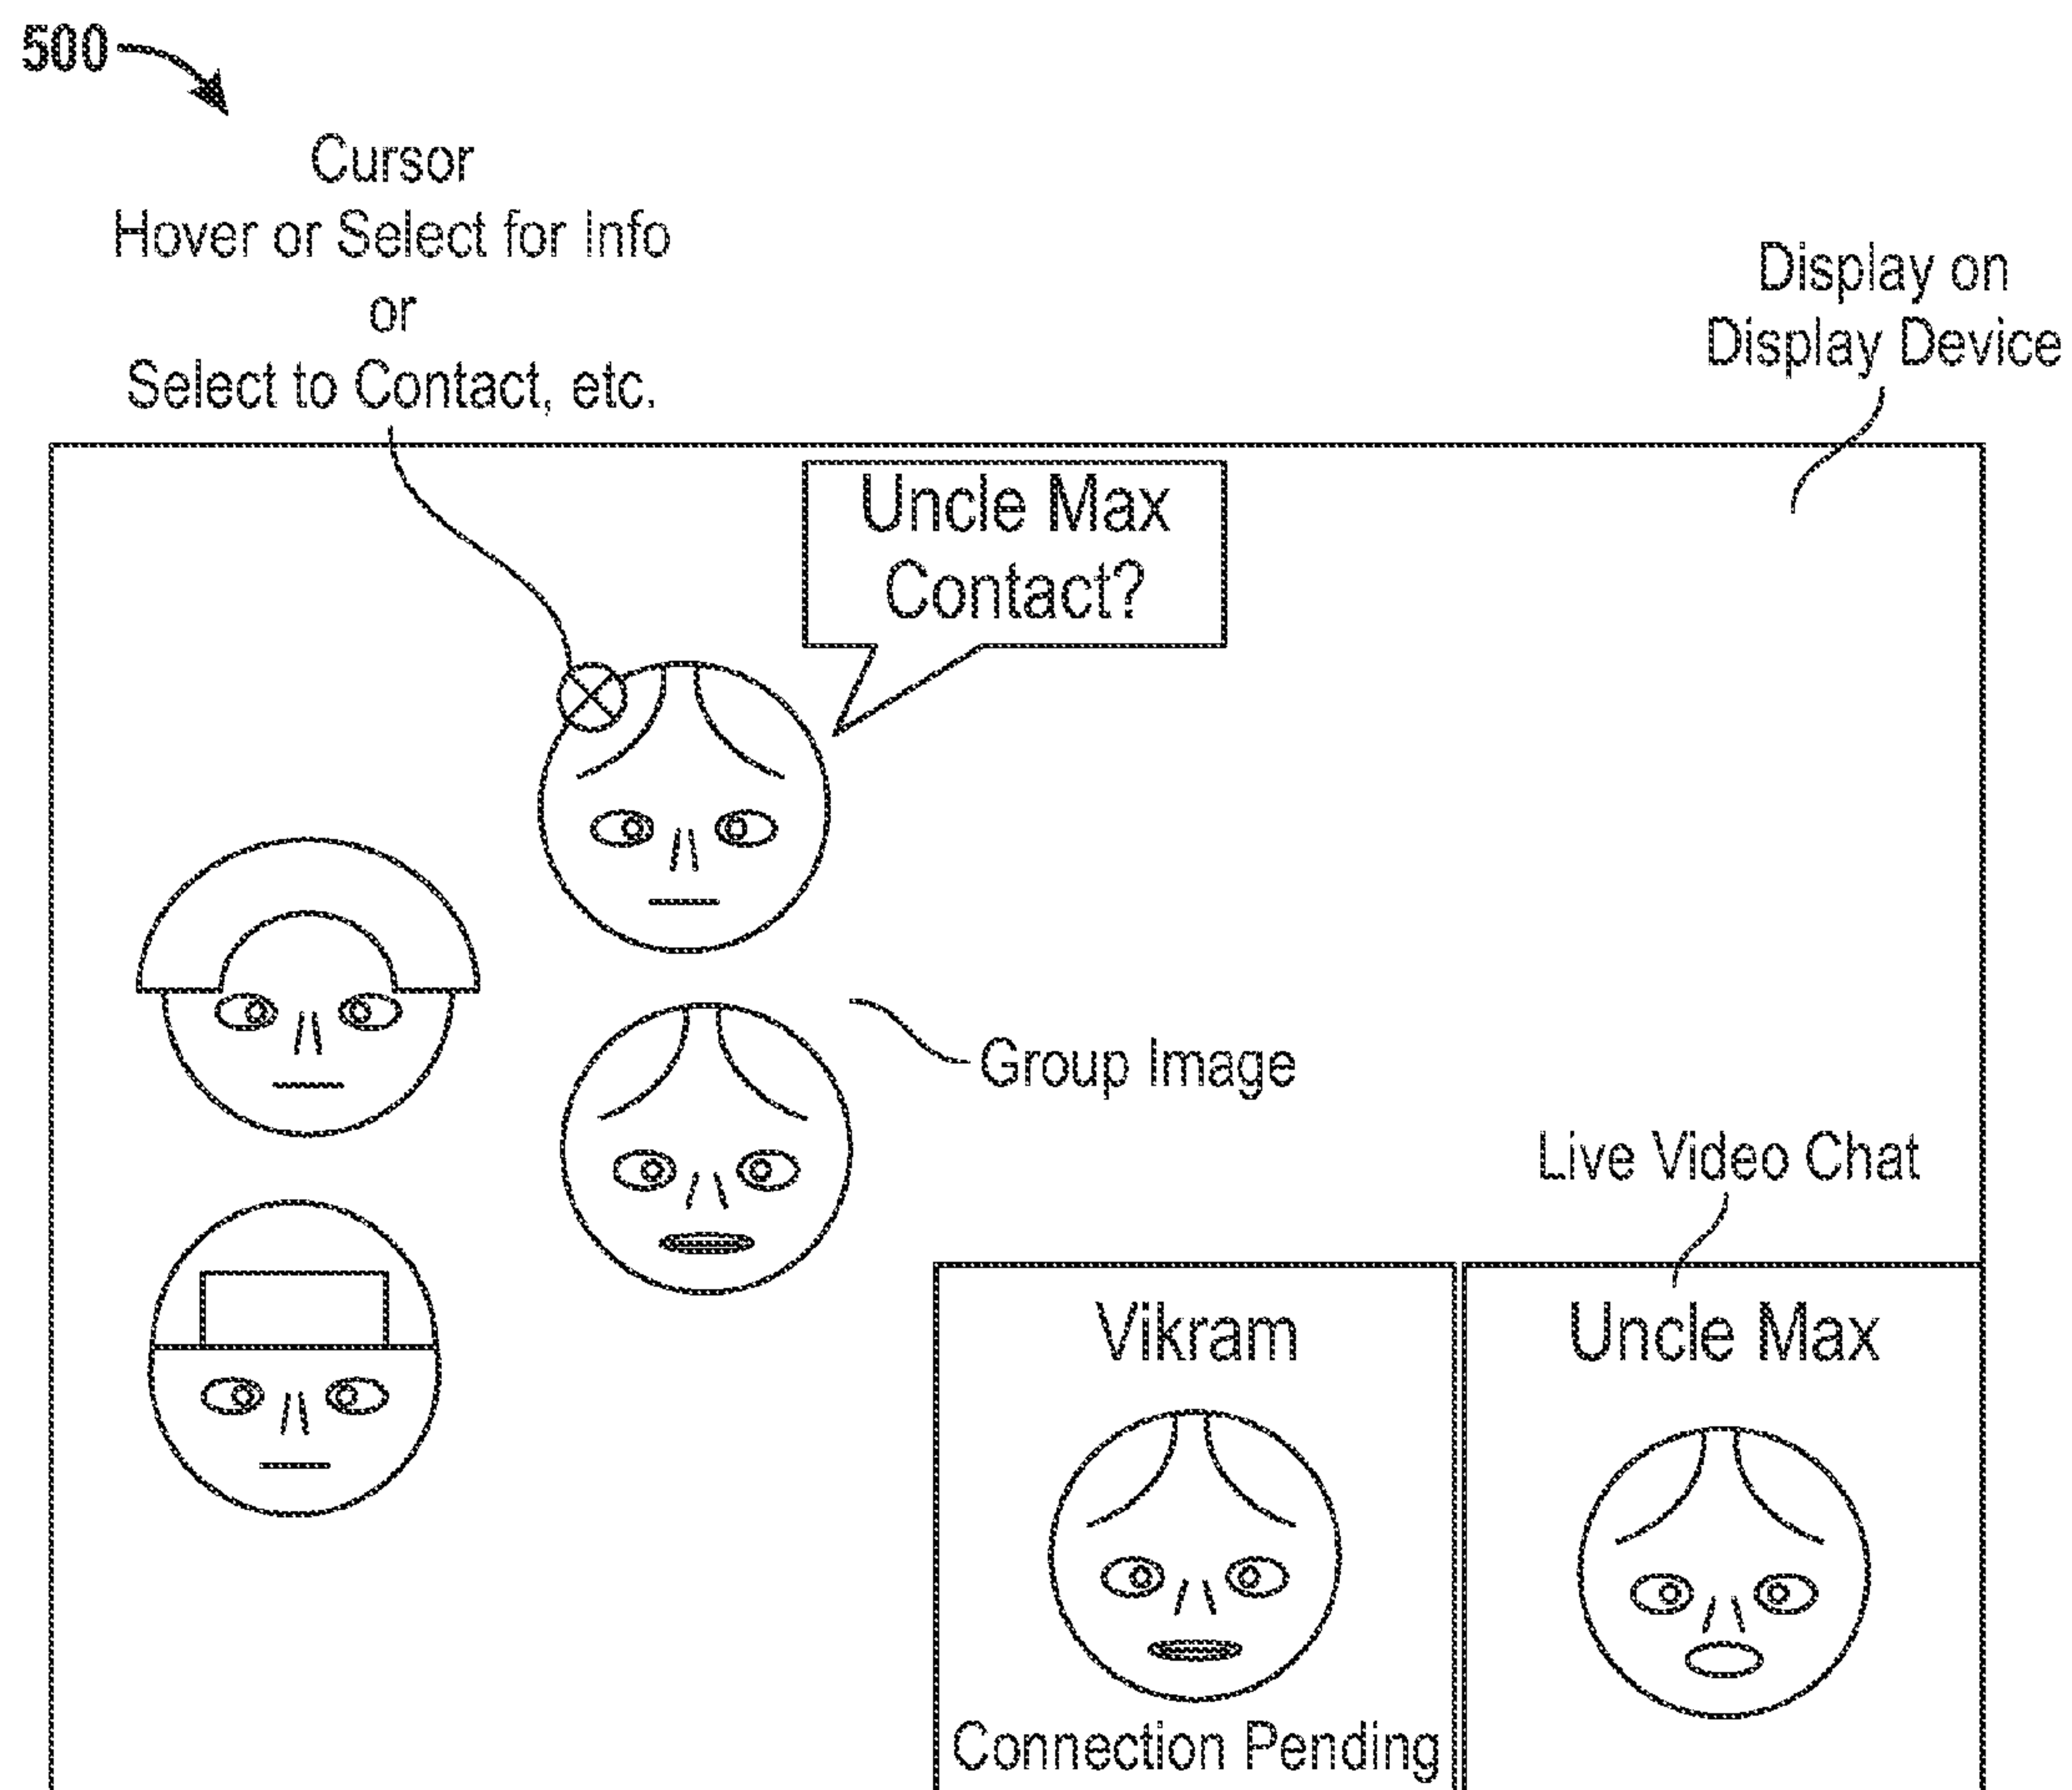 500
Cursor
Hover or Select for Info
or
Select to Contact, etc.
Display on
Display Device
Uncle Max
Contact?
Group Image
Live Video Chat
Vikram
Uncle Max
Connection Pending